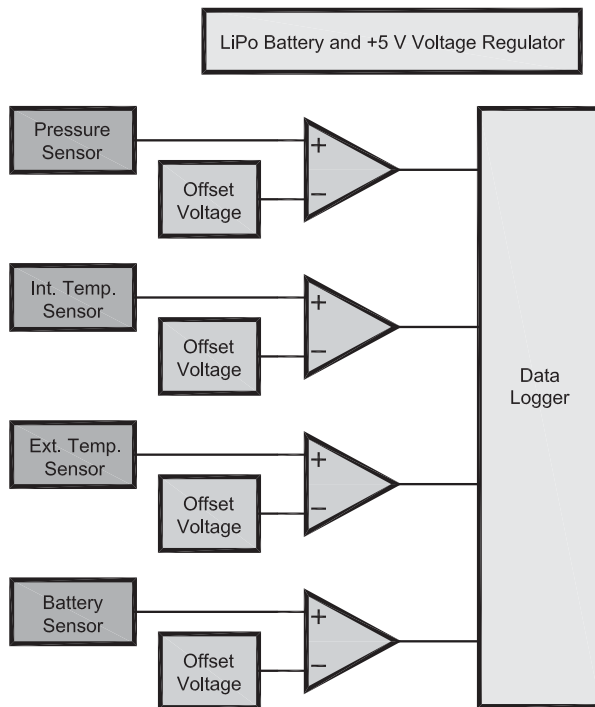 LiPo Battery and +5 V Voltage Regulator
Pressure
Sensor
+
Offset
Voltage
−
Int. Temp.
Sensor
+
Offset
Voltage
−
Ext. Temp.
Sensor
+
Offset
Voltage
−
Battery
Sensor
+
Offset
Voltage
−
Data
Logger